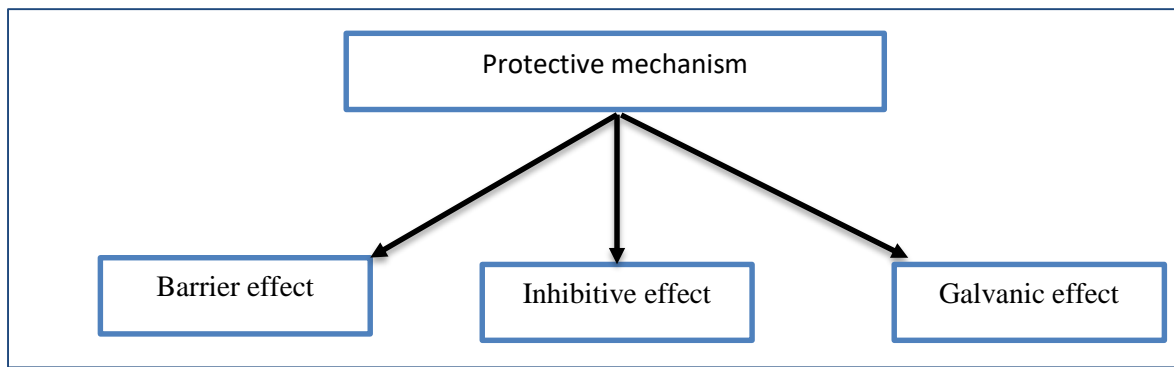 Protective mechanism
Barrier effect
Inhibitive effect
Galvanic effect